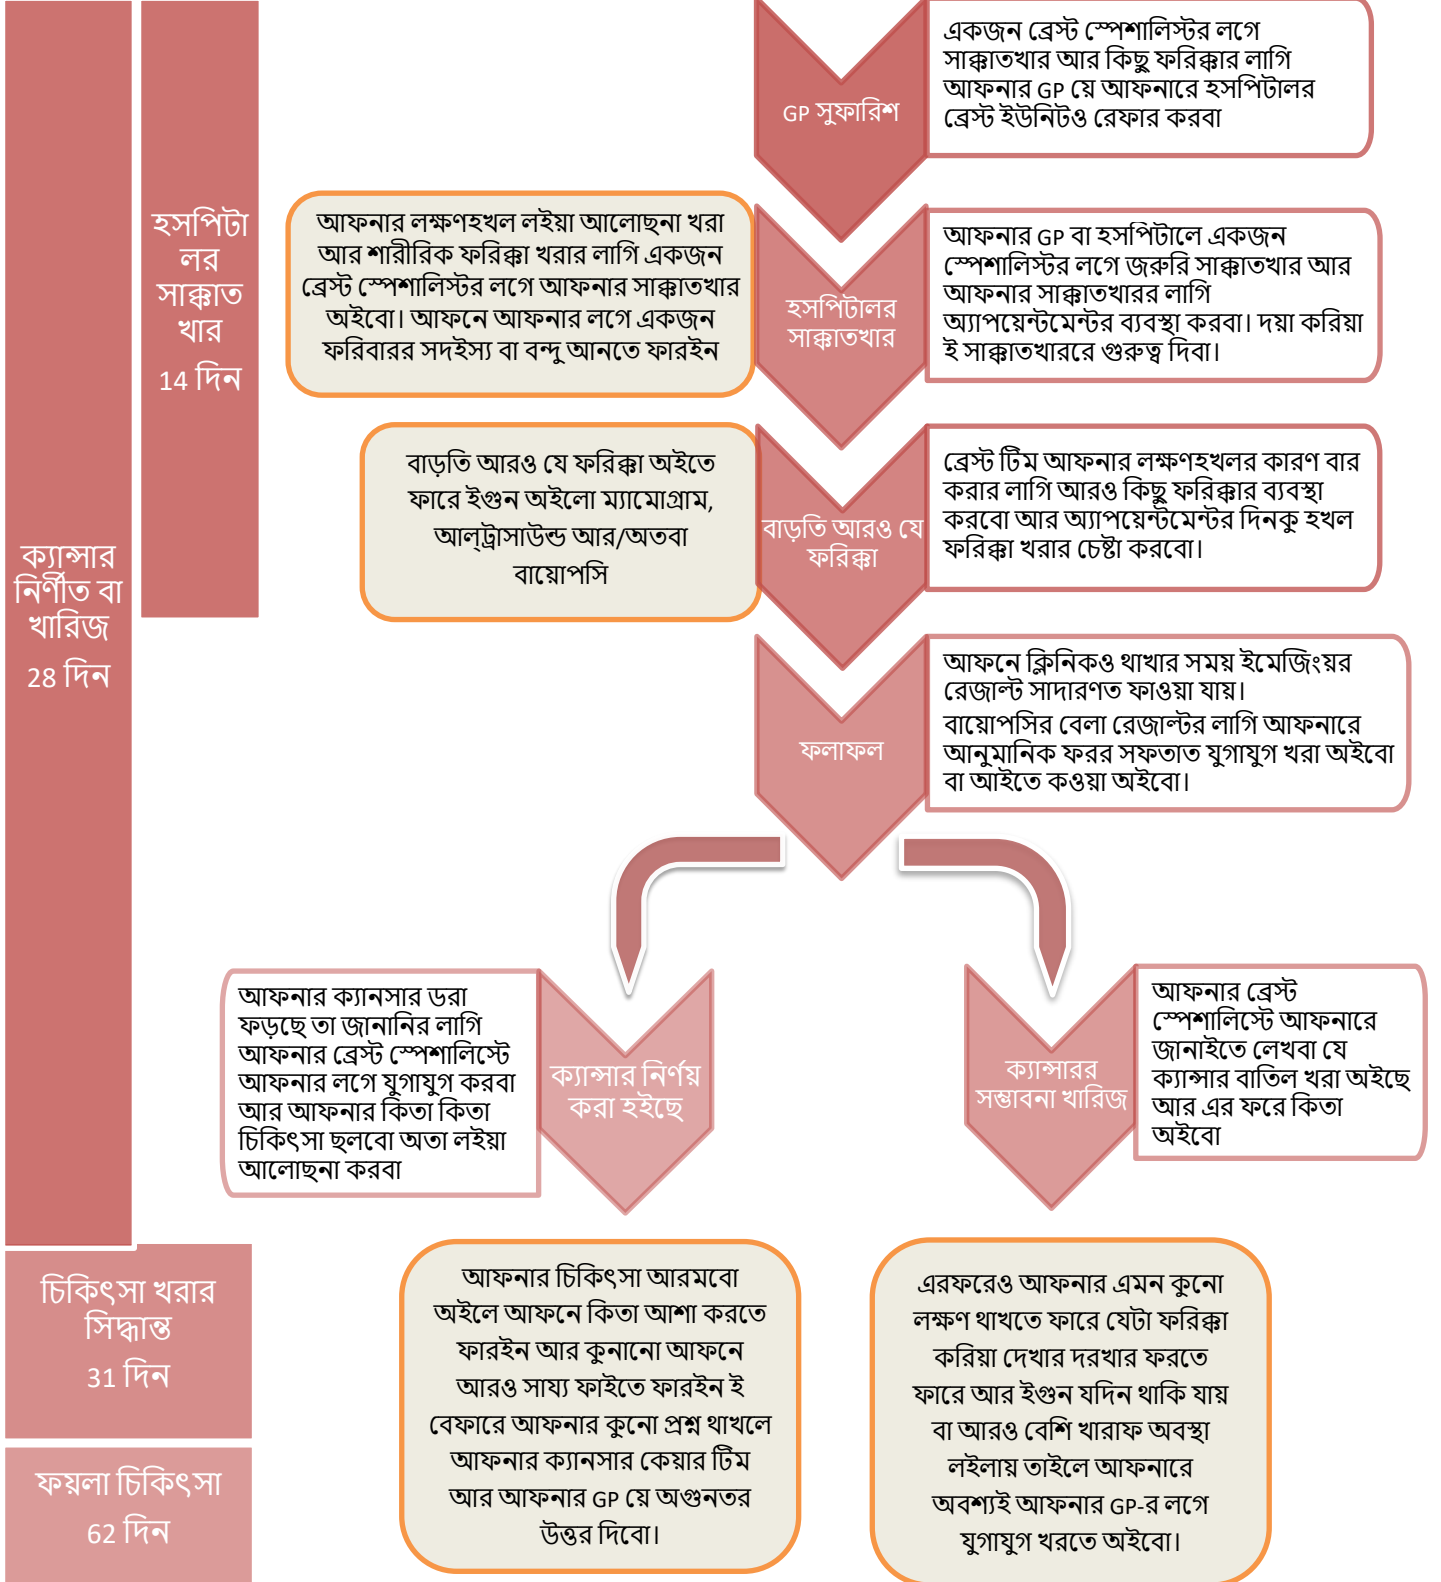 ক্যান্সার
নির্ণীত বা
খারিজ
28 দিন
হসপিটা
লর
সাক্কাত
খার
14 দিন
GP সুফারিশ
একজন ব্রেস্ট স্পেশালিস্টর লগে
সাক্কাতখার আর কিছু ফরিক্কার লাগি
আফনার GP য়ে আফনারে হসপিটালর
ব্রেস্ট ইউনিটও রেফার করবা
আফনার লক্ষণহখল লইয়া আলোছনা খরা
আর শারীরিক ফরিক্কা খরার লাগি একজন
ব্রেস্ট স্পেশালিস্টর লগে আফনার সাক্কাতখার
অইবো। আফনে আফনার লগে একজন
ফরিবারর সদইস্য বা বন্দু আনতে ফারইন
হসপিটালর
সাক্কাতখার
আফনার GP বা হসপিটালে একজন
স্পেশালিস্টর লগে জরুরি সাক্কাতখার আর
আফনার সাক্কাতখারর লাগি
অ্যাপয়েন্টমেন্টর ব্যবস্থা করবা। দয়া করিয়া
ই সাক্কাতখাররে গুরুত্ব দিবা।
বাড়তি আরও যে ফরিক্কা অইতে
ফারে ইগুন অইলো ম্যামোগ্রাম,
আল্ট্রাসাউন্ড আর/অতবা
বায়োপসি
বাড়তি আরও যে
ফরিক্কা
ব্রেস্ট টিম আফনার লক্ষণহখলর কারণ বার
করার লাগি আরও কিছু ফরিক্কার ব্যবস্থা
করবো আর অ্যাপয়েন্টমেন্টর দিনকু হখল
ফরিক্কা খরার চেষ্টা করবো।
ফলাফল
আফনে ক্লিনিকও থাখার সময় ইমেজিংয়র
রেজাল্ট সাদারণত ফাওয়া যায়।
বায়োপসির বেলা রেজাল্টর লাগি আফনারে
আনুমানিক ফরর সফতাত যুগাযুগ খরা অইবো
বা আইতে কওয়া অইবো।
আফনার ক্যানসার ডরা
ফড়ছে তা জানানির লাগি
আফনার ব্রেস্ট স্পেশালিস্টে
আফনার লগে যুগাযুগ করবা
আর আফনার কিতা কিতা
চিকিৎসা ছলবো অতা লইয়া
আলোছনা করবা
ক্যান্সার নির্ণয়
করা হইছে
ক্যান্সারর
সম্ভাবনা খারিজ
আফনার ব্রেস্ট
স্পেশালিস্টে আফনারে
জানাইতে লেখবা যে
ক্যান্সার বাতিল খরা অইছে
আর এর ফরে কিতা
অইবো
চিকিৎসা খরার
সিদ্ধান্ত
31 দিন
ফয়লা চিকিৎসা
62 দিন
আফনার চিকিৎসা আরমবো
অইলে আফনে কিতা আশা করতে
ফারইন আর কুনানো আফনে
আরও সায্য ফাইতে ফারইন ই
বেফারে আফনার কুনো প্রশ্ন থাখলে
আফনার ক্যানসার কেয়ার টিম
আর আফনার GP য়ে অগুনতর
উত্তর দিবো।
এরফরেও আফনার এমন কুনো
লক্ষণ থাখতে ফারে যেটা ফরিক্কা
করিয়া দেখার দরখার ফরতে
ফারে আর ইগুন যদিন থাকি যায়
বা আরও বেশি খারাফ অবস্থা
লইলায় তাইলে আফনারে
অবশ্যই আফনার GP-র লগে
যুগাযুগ খরতে অইবো।